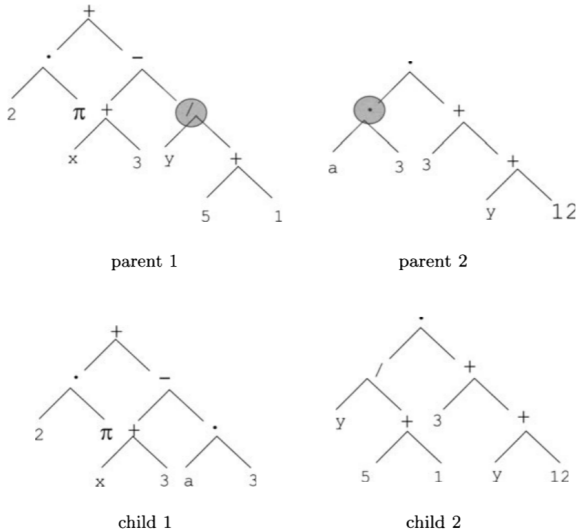 +
· −
2 π + /
x 3 y +
5 1
parent 1
·
· +
a 3 3 +
y 12
parent 2
+
· −
2 π + ·
x 3 a 3
child 1
·
/ +
y + 3 +
5 1 y 12
child 2